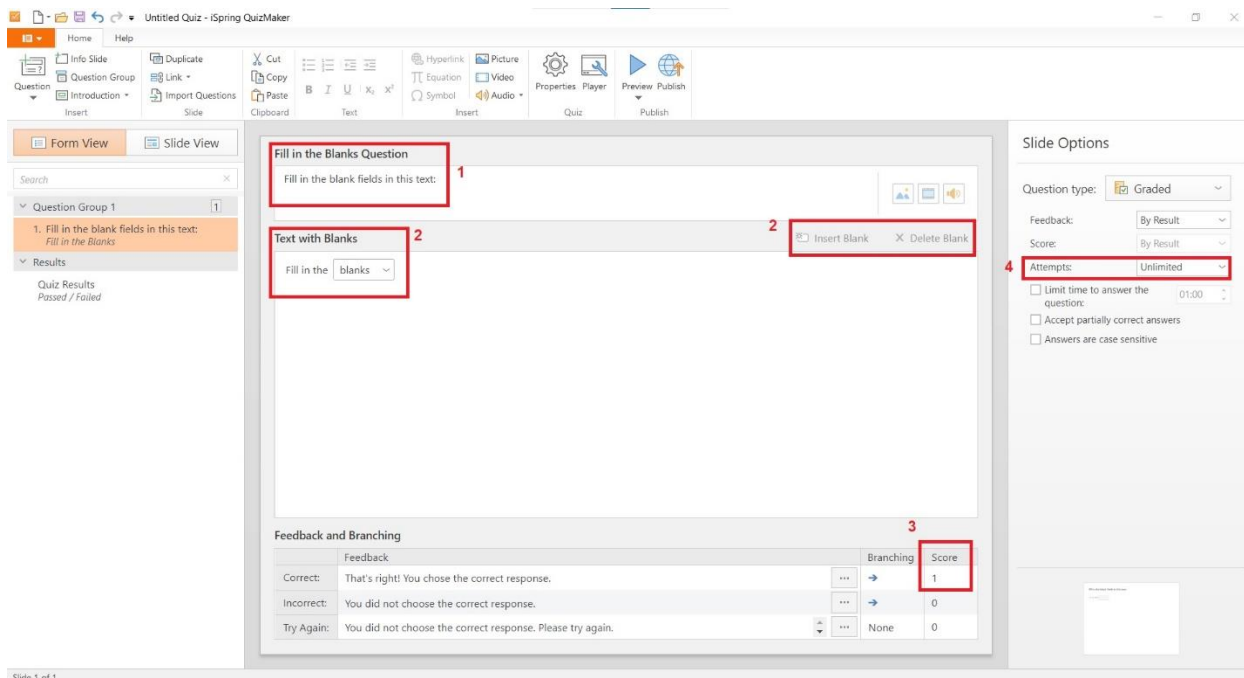 Untitled Quiz - iSpring QuizMaker
Home Help
Question
Info Slide
Question Group
Introduction
Insert
Duplicate
Link
Import Questions
Slide
Cut
Copy
Paste
Clipboard
B I U X₂ X²
Text
Hyperlink
Equation
Symbol
Picture
Video
Audio
Insert
Properties Player
Quiz
Preview Publish
Publish
Form View Slide View
Search
Question Group 1 1
1. Fill in the blank fields in this text:
Fill in the Blanks
Results
Quiz Results
Passed / Failed
Fill in the Blanks Question
1
Fill in the blank fields in this text:
Text with Blanks
2
2
Insert Blank X Delete Blank
Fill in the blanks
Feedback and Branching
3
Feedback Branching Score
Correct: That's right! You chose the correct response. ... 1
Incorrect: You did not choose the correct response. ... 0
Try Again: You did not choose the correct response. Please try again. ... None 0
Slide Options
Question type: Graded
Feedback: By Result
Score: By Result
4
Attempts: Unlimited
Limit time to answer the
question: 01:00
Accept partially correct answers
Answers are case sensitive
Slide 1 of 1